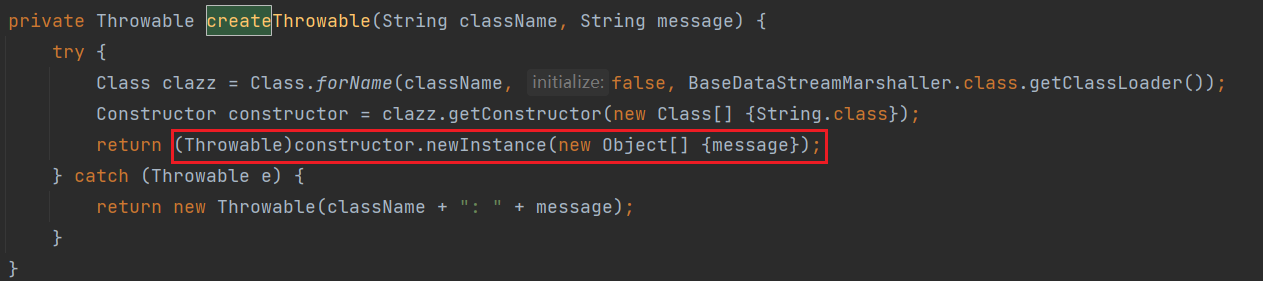 private Throwable createThrowable(String className, String message) {
    try {
        Class clazz = Class.forName(className, initialize: false, BaseDataStreamMarshaller.class.getClassLoader());
        Constructor constructor = clazz.getConstructor(new Class[] {String.class});
        return (Throwable)constructor.newInstance(new Object[] {message});
    } catch (Throwable e) {
        return new Throwable(className + ": " + message);
    }
}